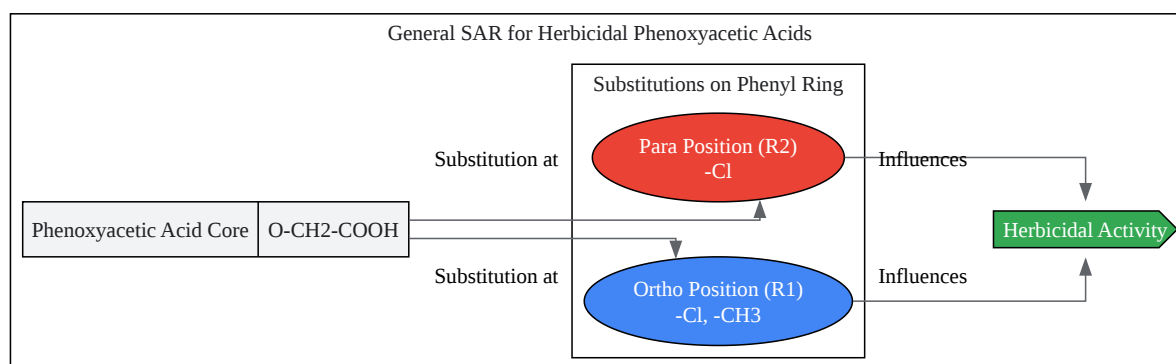 General SAR for Herbicidal Phenoxyacetic Acids
Substitutions on Phenyl Ring
Substitution at
Para Position (R2)
-Cl
Influences
Phenoxyacetic Acid Core
O-CH2-COOH
Herbicidal Activity
Substitution at
Ortho Position (R1)
-Cl, -CH3
Influences